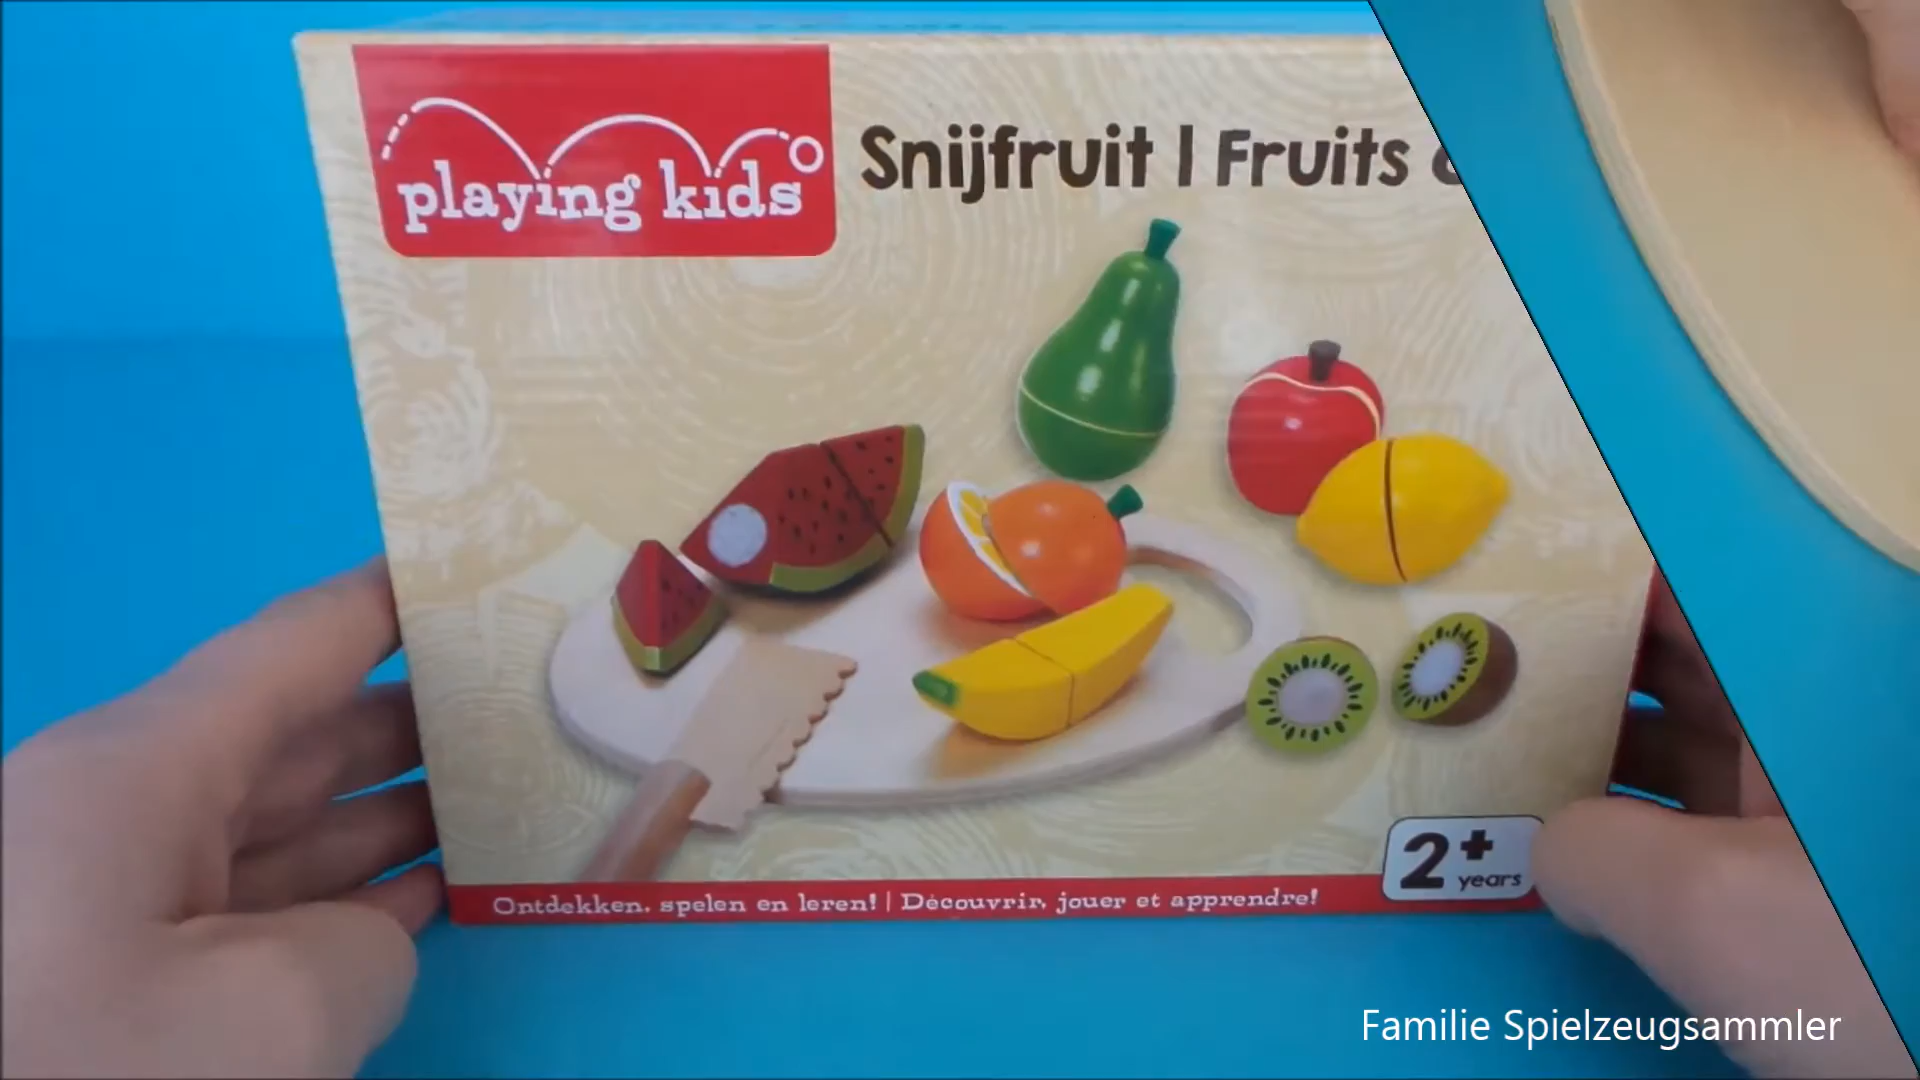 playing kids
Snijfruit | Fruits
2+
years
Ontdekken, spelen en leren! | Découvrir, jouer et apprendre!
Familie Spielzeugsammler